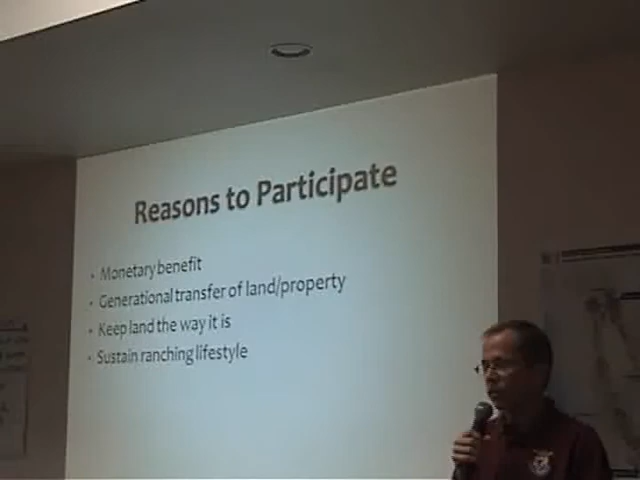 Reasons to Participate
• Monetary benefit
• Generational transfer of land/property
• Keep land the way it is
• Sustain ranching lifestyle